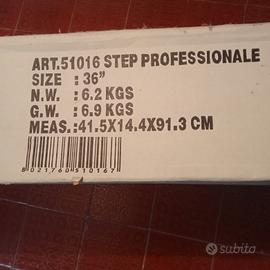 ART.51016 STEP PROFESSIONALE
SIZE : 36”
N.W. : 6.2 KGS
G.W. : 6.9 KGS
MEAS.:41.5X14.4X91.3 CM
8021760510167
subito